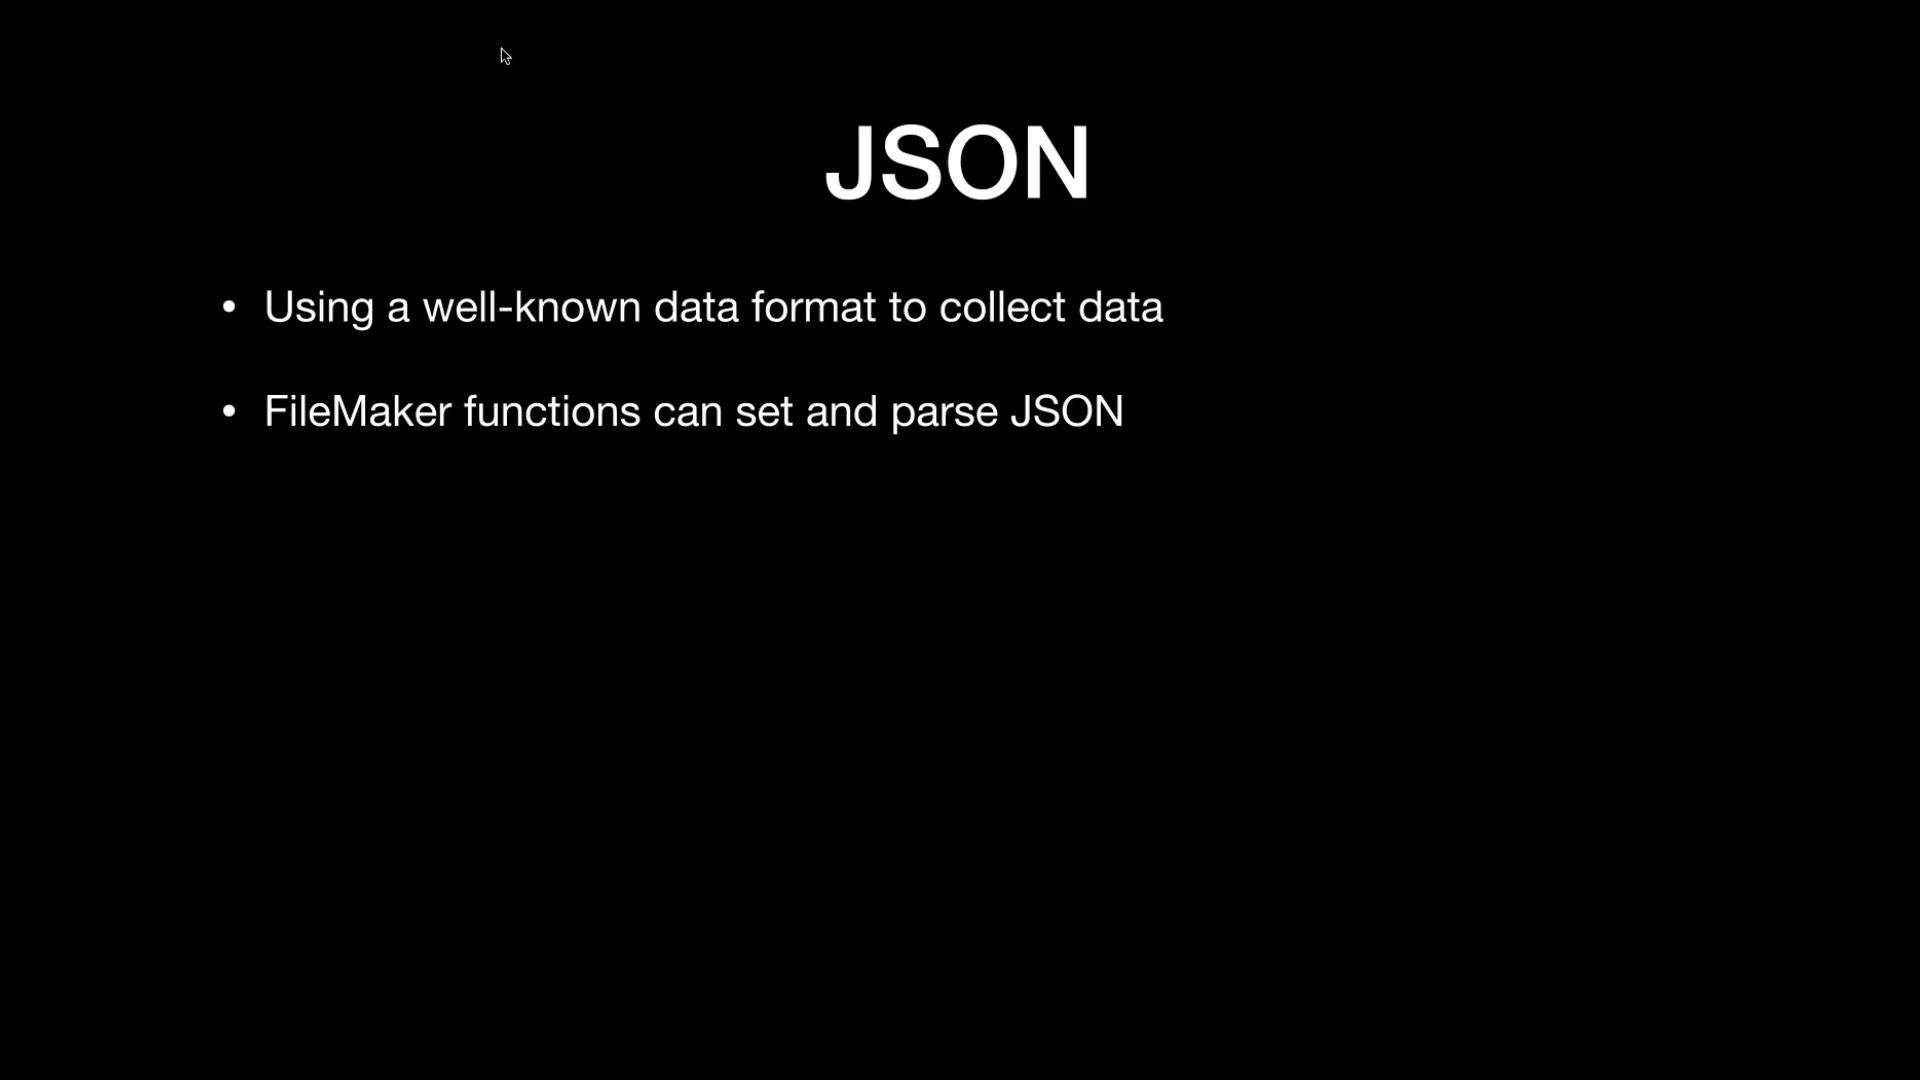 JSON
• Using a well-known data format to collect data
• FileMaker functions can set and parse JSON